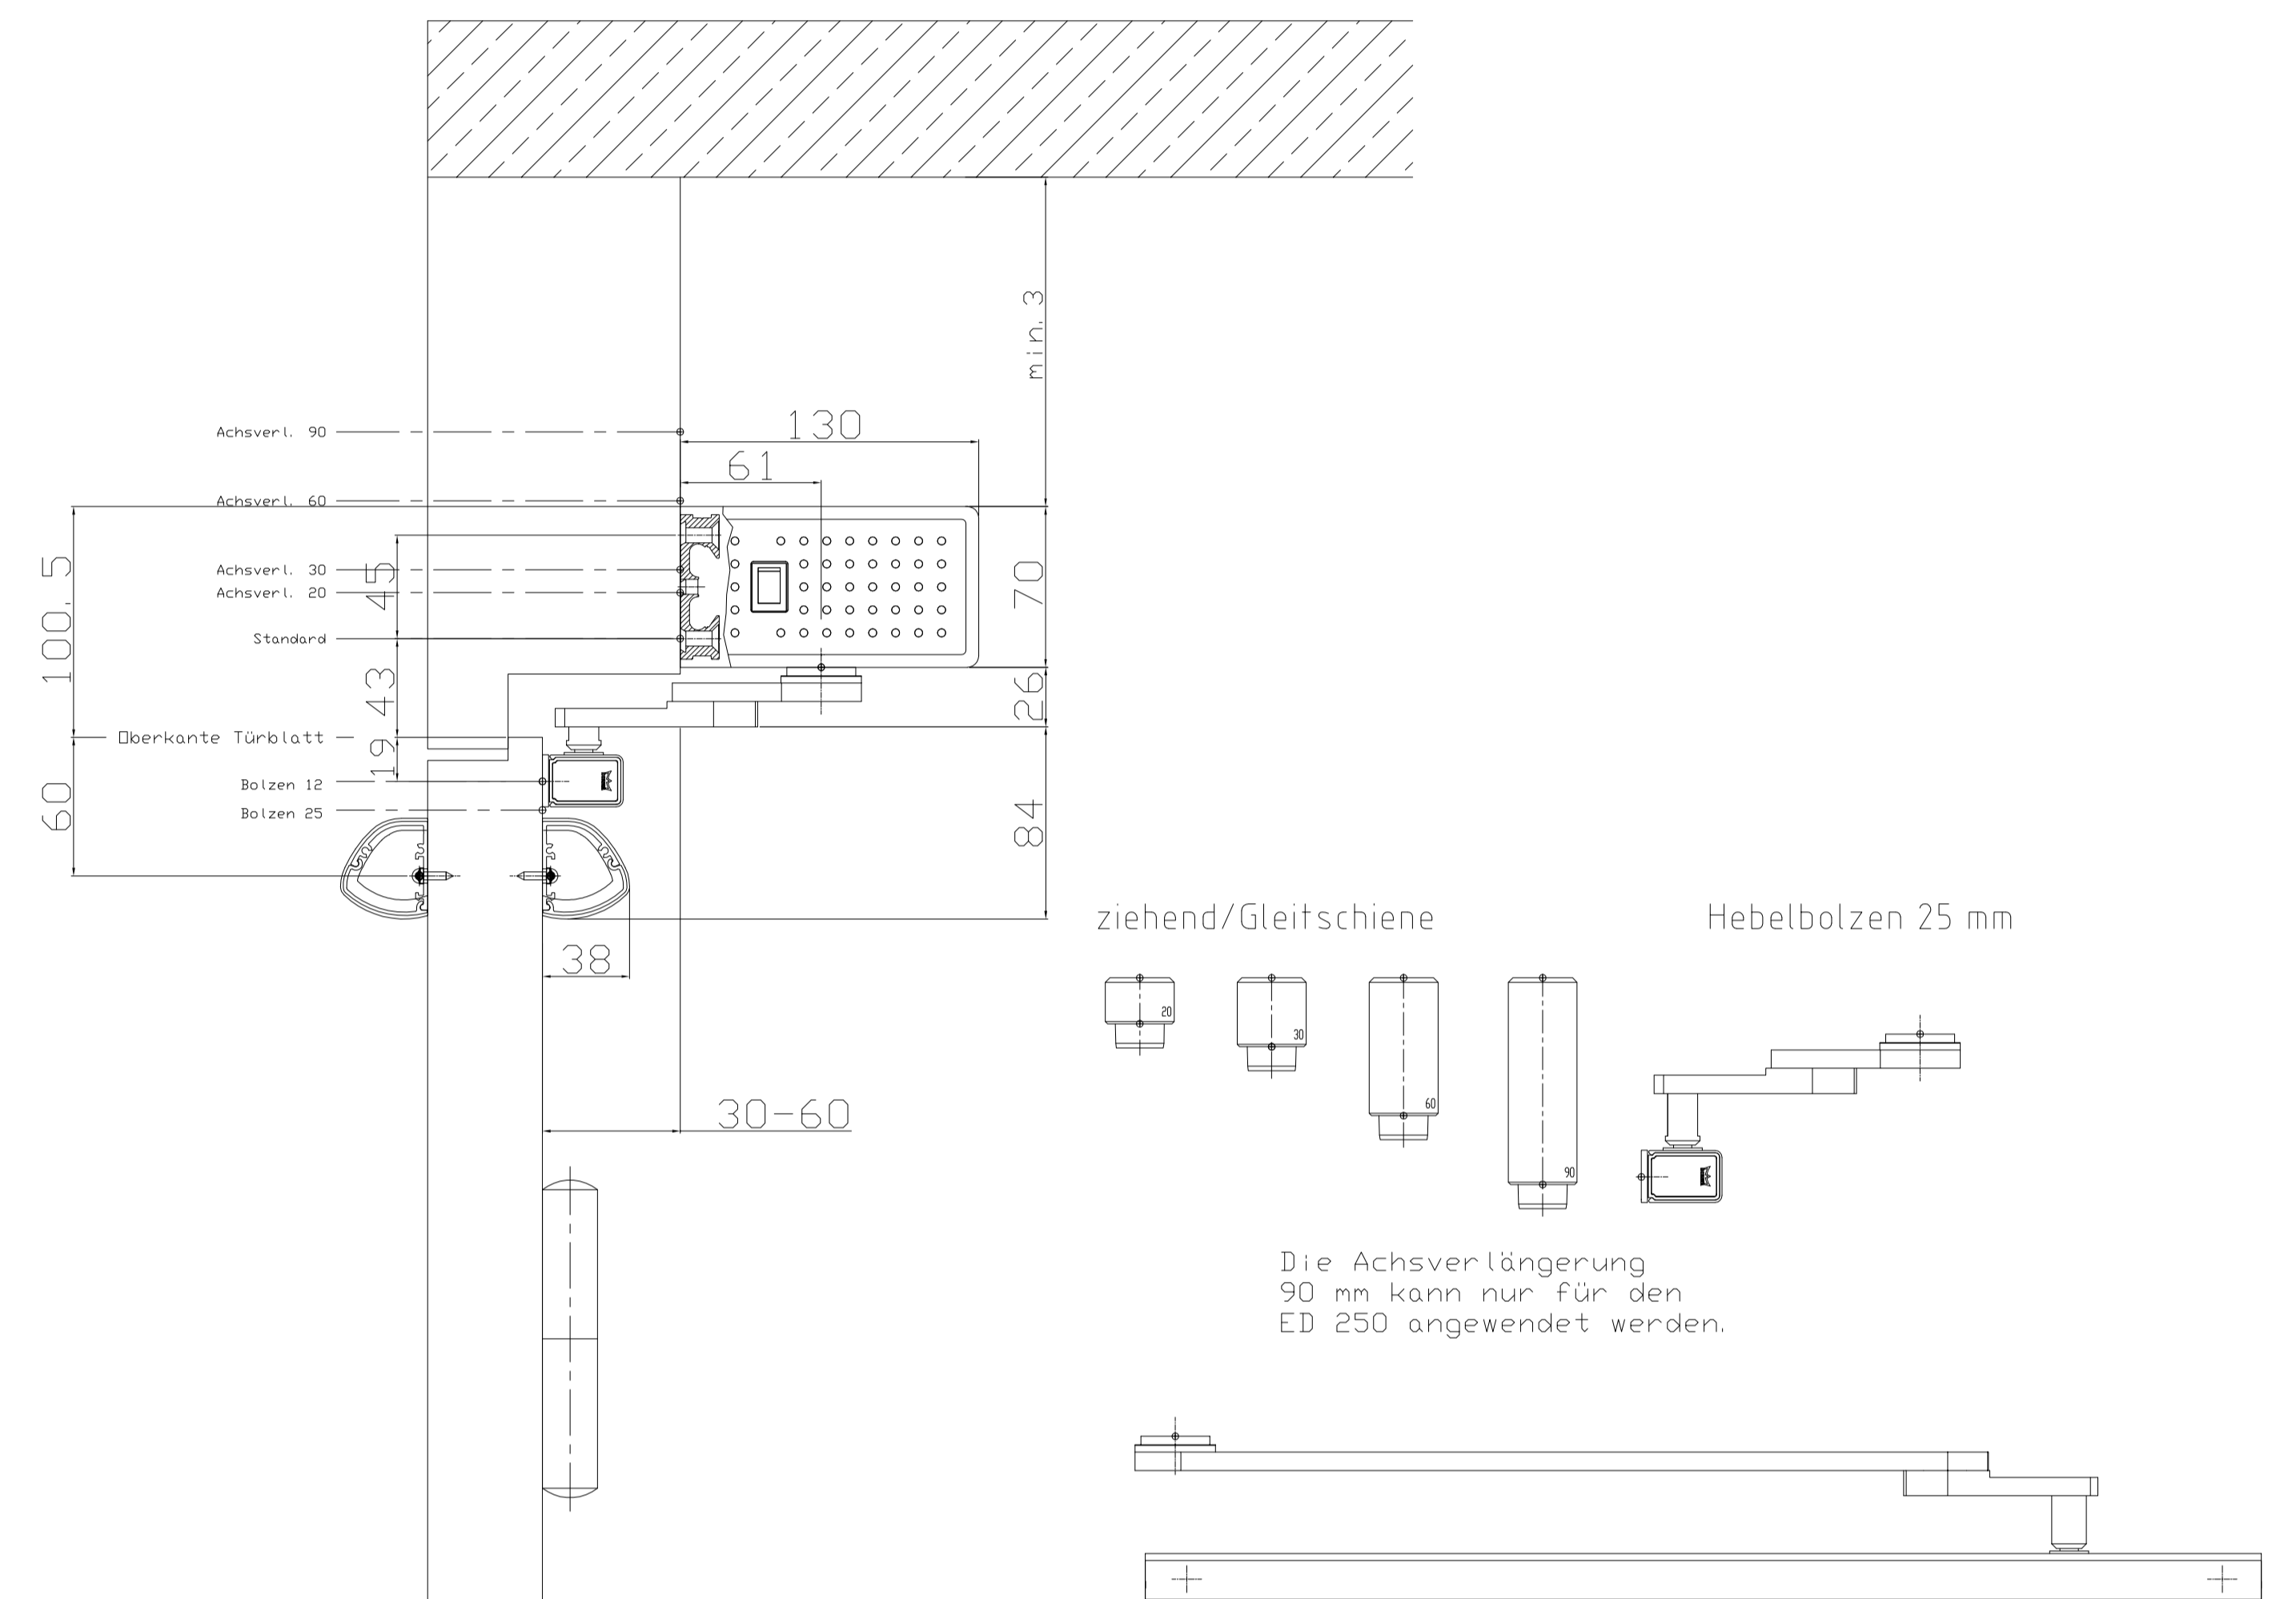 min. 3
Achsverl. 90
130
61
Achsverl. 60
100.5
45
Achsverl. 30
Achsverl. 20
70
Standard
43
26
Oberkante Türblatt
19
60
Bolzen 12
Bolzen 25
84
38
30-60
ziehend/Gleitschiene
Hebelbolzen 25 mm
20
30
60
90
Die Achsverlängerung
90 mm kann nur für den
ED 250 angewendet werden.